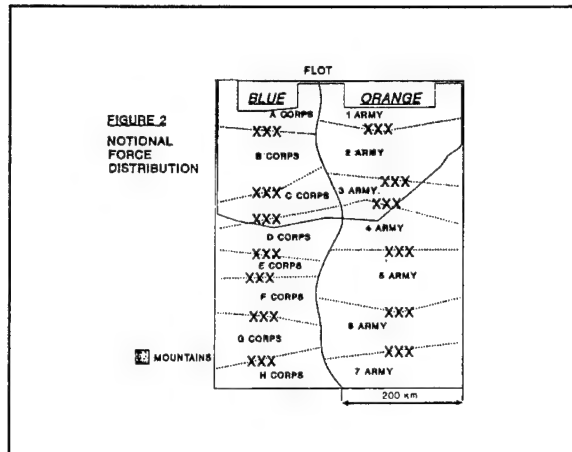 FLOT
BLUE
ORANGE
FIGURE 2
NOTIONAL
FORCE
DISTRIBUTION
A CORPS
1 ARMY
XXX
XXX
B CORPS
2 ARMY
XXX
XXX
C CORPS
3 ARMY
XXX
XXX
D CORPS
4 ARMY
XXX
XXX
E CORPS
5 ARMY
XXX
F CORPS
XXX
XXX
6 ARMY
G CORPS
MOUNTAINS
XXX
XXX
H CORPS
7 ARMY
200 km